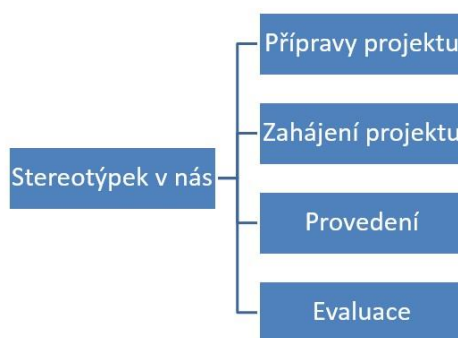 Přípravy projektu
Zahájení projektu
Stereotýpek v nás
Provedení
Evaluace